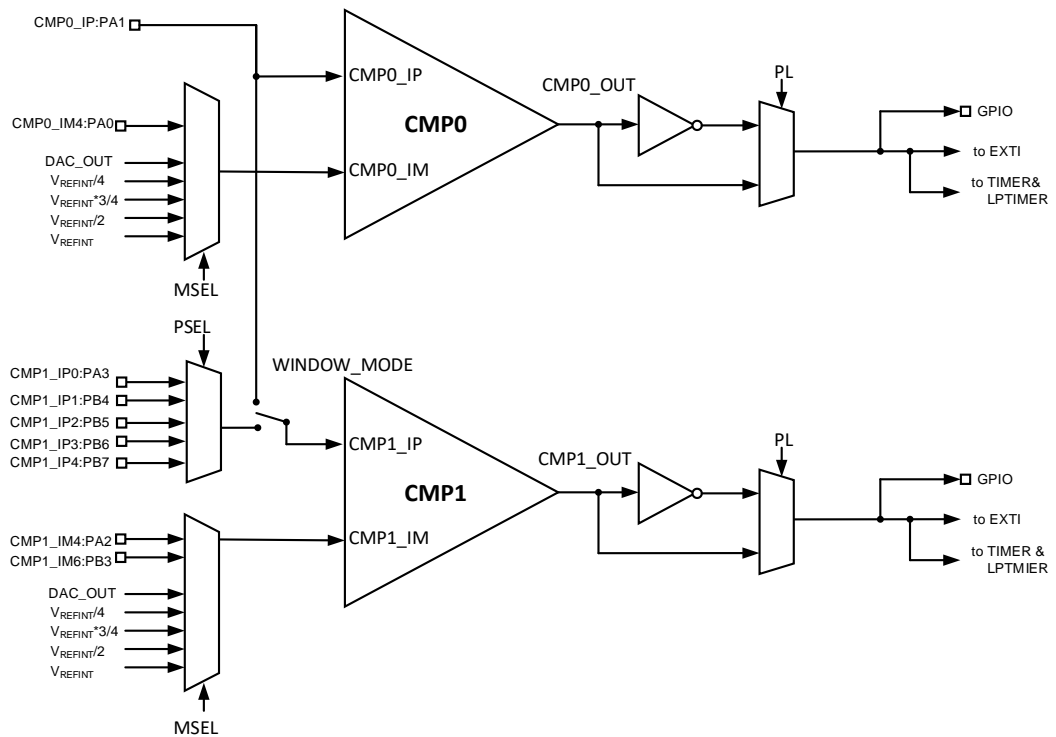 CMP0_IP:PA1
CMP0_IP
CMP0_OUT
PL
CMP0_IM4:PA0
CMP0
GPIO
DAC_OUT
to EXTI
VREFINT/4
CMP0_IM
VREFINT*3/4
to TIMER&
LPTIMER
VREFINT/2
VREFINT
MSEL
PSEL
WINDOW_MODE
CMP1_IP0:PA3
CMP1_IP1:PB4
CMP1_IP2:PB5
CMP1_IP3:PB6
CMP1_IP4:PB7
CMP1_IP
CMP1_OUT
PL
CMP1
GPIO
CMP1_IM4:PA2
CMP1_IM6:PB3
CMP1_IM
to EXTI
to TIMER &
LPTMIER
DAC_OUT
VREFINT/4
VREFINT*3/4
VREFINT/2
VREFINT
MSEL